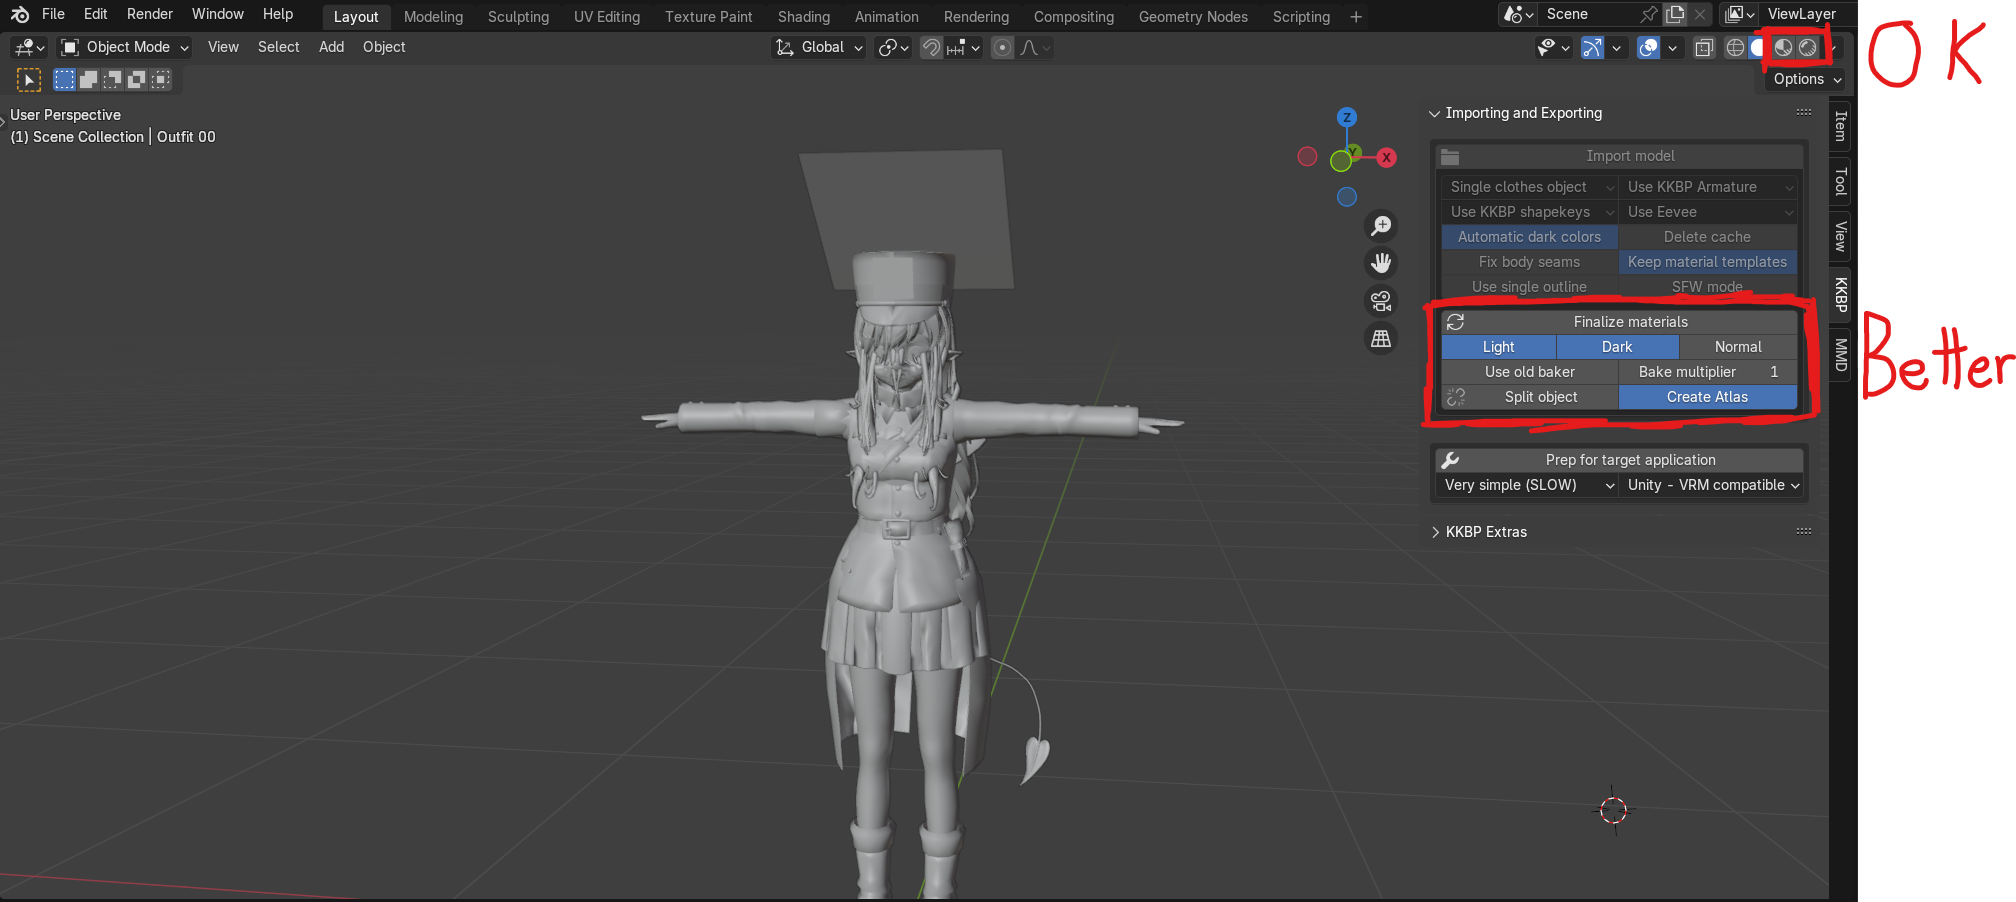 File Edit Render Window Help Layout Modeling Sculpting UV Editing Texture Paint Shading Animation Rendering Compositing Geometry Nodes Scripting + Scene ViewLayer
Object Mode View Select Add Object Global
Options
User Perspective
(1) Scene Collection | Outfit 00
Z
Y
X
Importing and Exporting
Import model
Single clothes object Use KKBP Armature
Use KKBP shapekeys Use Eevee
Automatic dark colors Delete cache
Fix body seams Keep material templates
Use single outline SFW mode
Finalize materials
Light Dark Normal
Use old baker Bake multiplier 1
Split object Create Atlas
Prep for target application
Very simple (SLOW) Unity - VRM compatible
KKBP Extras
Item
Tool
View
KKBP
MMD
OK
Better